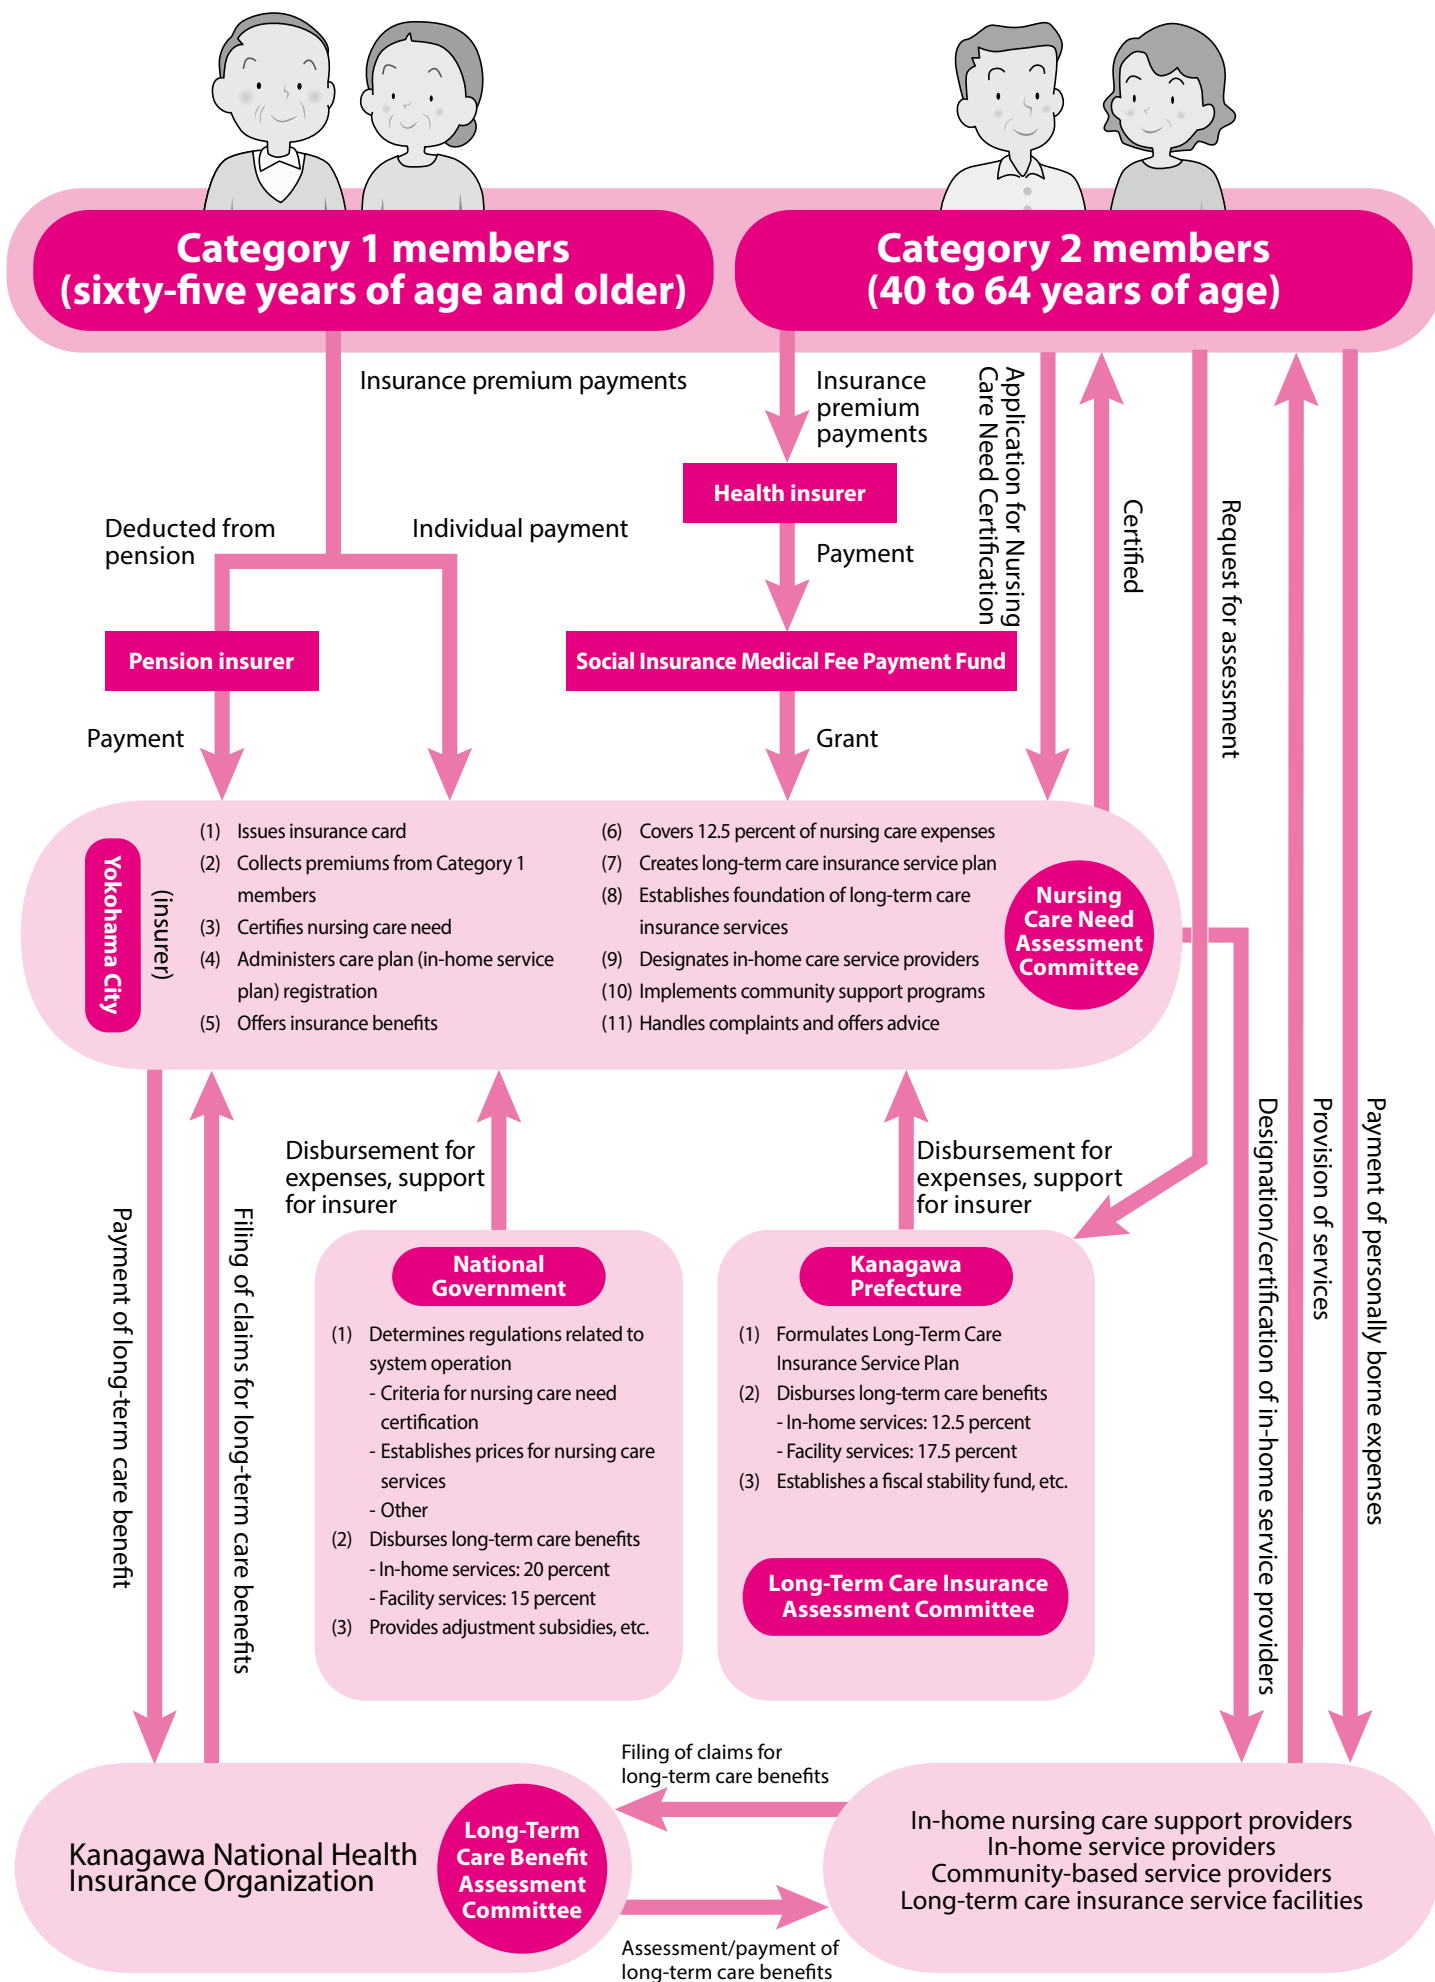 Category 1 members
(sixty-five years of age and older)
Category 2 members
(40 to 64 years of age)
Insurance premium payments
Insurance
premium
payments
Application for Nursing
Care Need Certification
Certified
Request for assessment
Health insurer
Deducted from
pension
Individual payment
Payment
Pension insurer
Social Insurance Medical Fee Payment Fund
Payment
Grant
Yokohama City
(insurer)
(1) Issues insurance card
(2) Collects premiums from Category 1
members
(3) Certifies nursing care need
(4) Administers care plan (in-home service
plan) registration
(5) Offers insurance benefits
(6) Covers 12.5 percent of nursing care expenses
(7) Creates long-term care insurance service plan
(8) Establishes foundation of long-term care
insurance services
(9) Designates in-home care service providers
(10) Implements community support programs
(11) Handles complaints and offers advice
Nursing
Care Need
Assessment
Committee
Payment of long-term care benefit
Filing of claims for long-term care benefits
Disbursement for
expenses, support
for insurer
Disbursement for
expenses, support
for insurer
Designation/certification of in-home service providers
Provision of services
Payment of personally borne expenses
National
Government
(1) Determines regulations related to
system operation
- Criteria for nursing care need
certification
- Establishes prices for nursing care
services
- Other
(2) Disburses long-term care benefits
- In-home services: 20 percent
- Facility services: 15 percent
(3) Provides adjustment subsidies, etc.
Kanagawa
Prefecture
(1) Formulates Long-Term Care
Insurance Service Plan
(2) Disburses long-term care benefits
- In-home services: 12.5 percent
- Facility services: 17.5 percent
(3) Establishes a fiscal stability fund, etc.
Long-Term Care Insurance
Assessment Committee
Filing of claims for
long-term care benefits
Kanagawa National Health
Insurance Organization
Long-Term
Care Benefit
Assessment
Committee
In-home nursing care support providers
In-home service providers
Community-based service providers
Long-term care insurance service facilities
Assessment/payment of
long-term care benefits